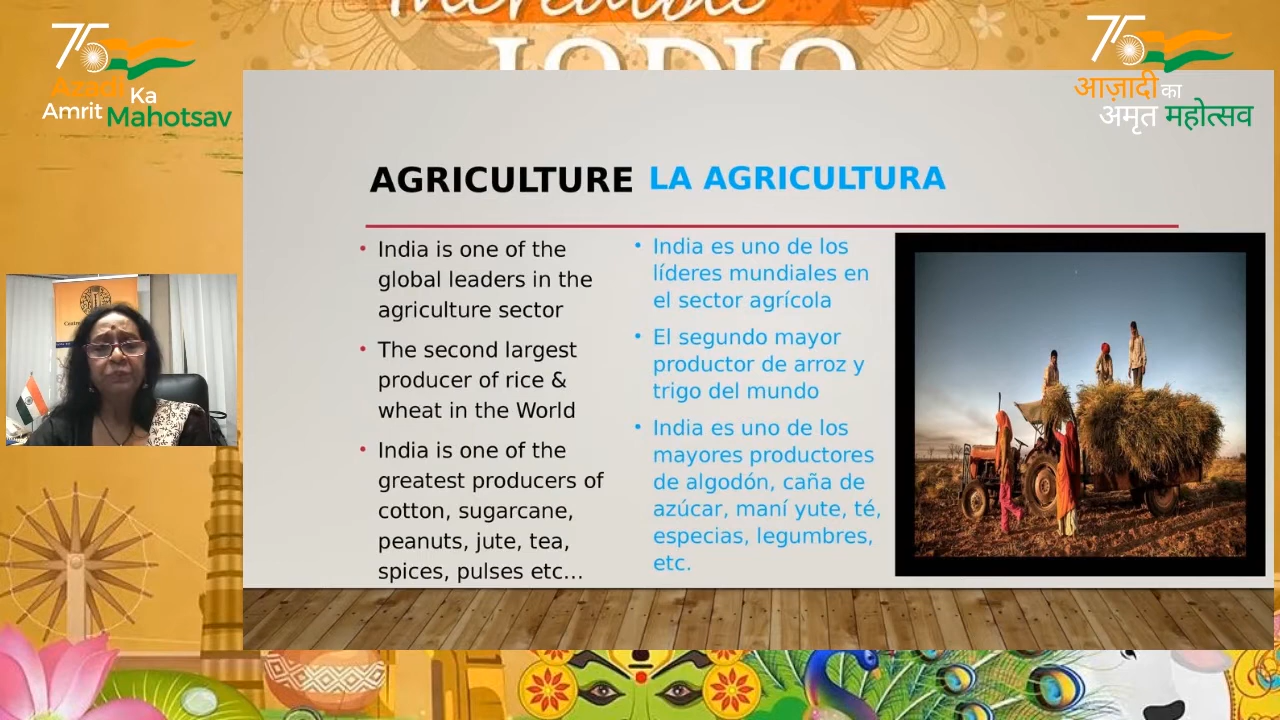 Incredible
INDIA
75
Azadi Ka
Amrit Mahotsav
75
आज़ादी का
अमृत महोत्सव
AGRICULTURE LA AGRICULTURA
• India is one of the
global leaders in the
agriculture sector
• The second largest
producer of rice &
wheat in the World
• India is one of the
greatest producers of
cotton, sugarcane,
peanuts, jute, tea,
spices, pulses etc...
• India es uno de los
líderes mundiales en
el sector agrícola
• El segundo mayor
productor de arroz y
trigo del mundo
• India es uno de los
mayores productores
de algodón, caña de
azúcar, maní yute, té,
especias, legumbres,
etc.